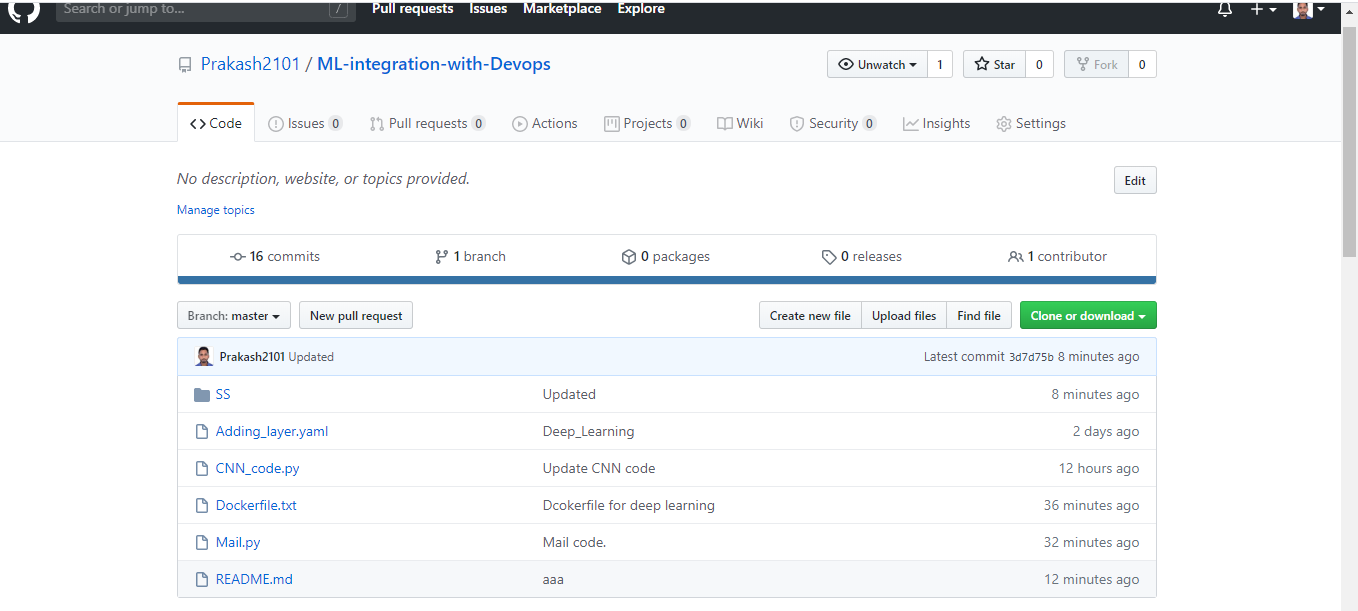 Search or jump to... /
Pull requests Issues Marketplace Explore
Prakash2101 / ML-integration-with-Devops
Unwatch 1 Star 0 Fork 0
Code Issues 0 Pull requests 0 Actions Projects 0 Wiki Security 0 Insights Settings
No description, website, or topics provided.
Edit
Manage topics
16 commits 1 branch 0 packages 0 releases 1 contributor
Branch: master New pull request Create new file Upload files Find file Clone or download
Prakash2101 Updated Latest commit 3d7d75b 8 minutes ago
SS Updated 8 minutes ago
Adding_layer.yaml Deep_Learning 2 days ago
CNN_code.py Update CNN code 12 hours ago
Dockerfile.txt Dcokerfile for deep learning 36 minutes ago
Mail.py Mail code. 32 minutes ago
README.md aaa 12 minutes ago